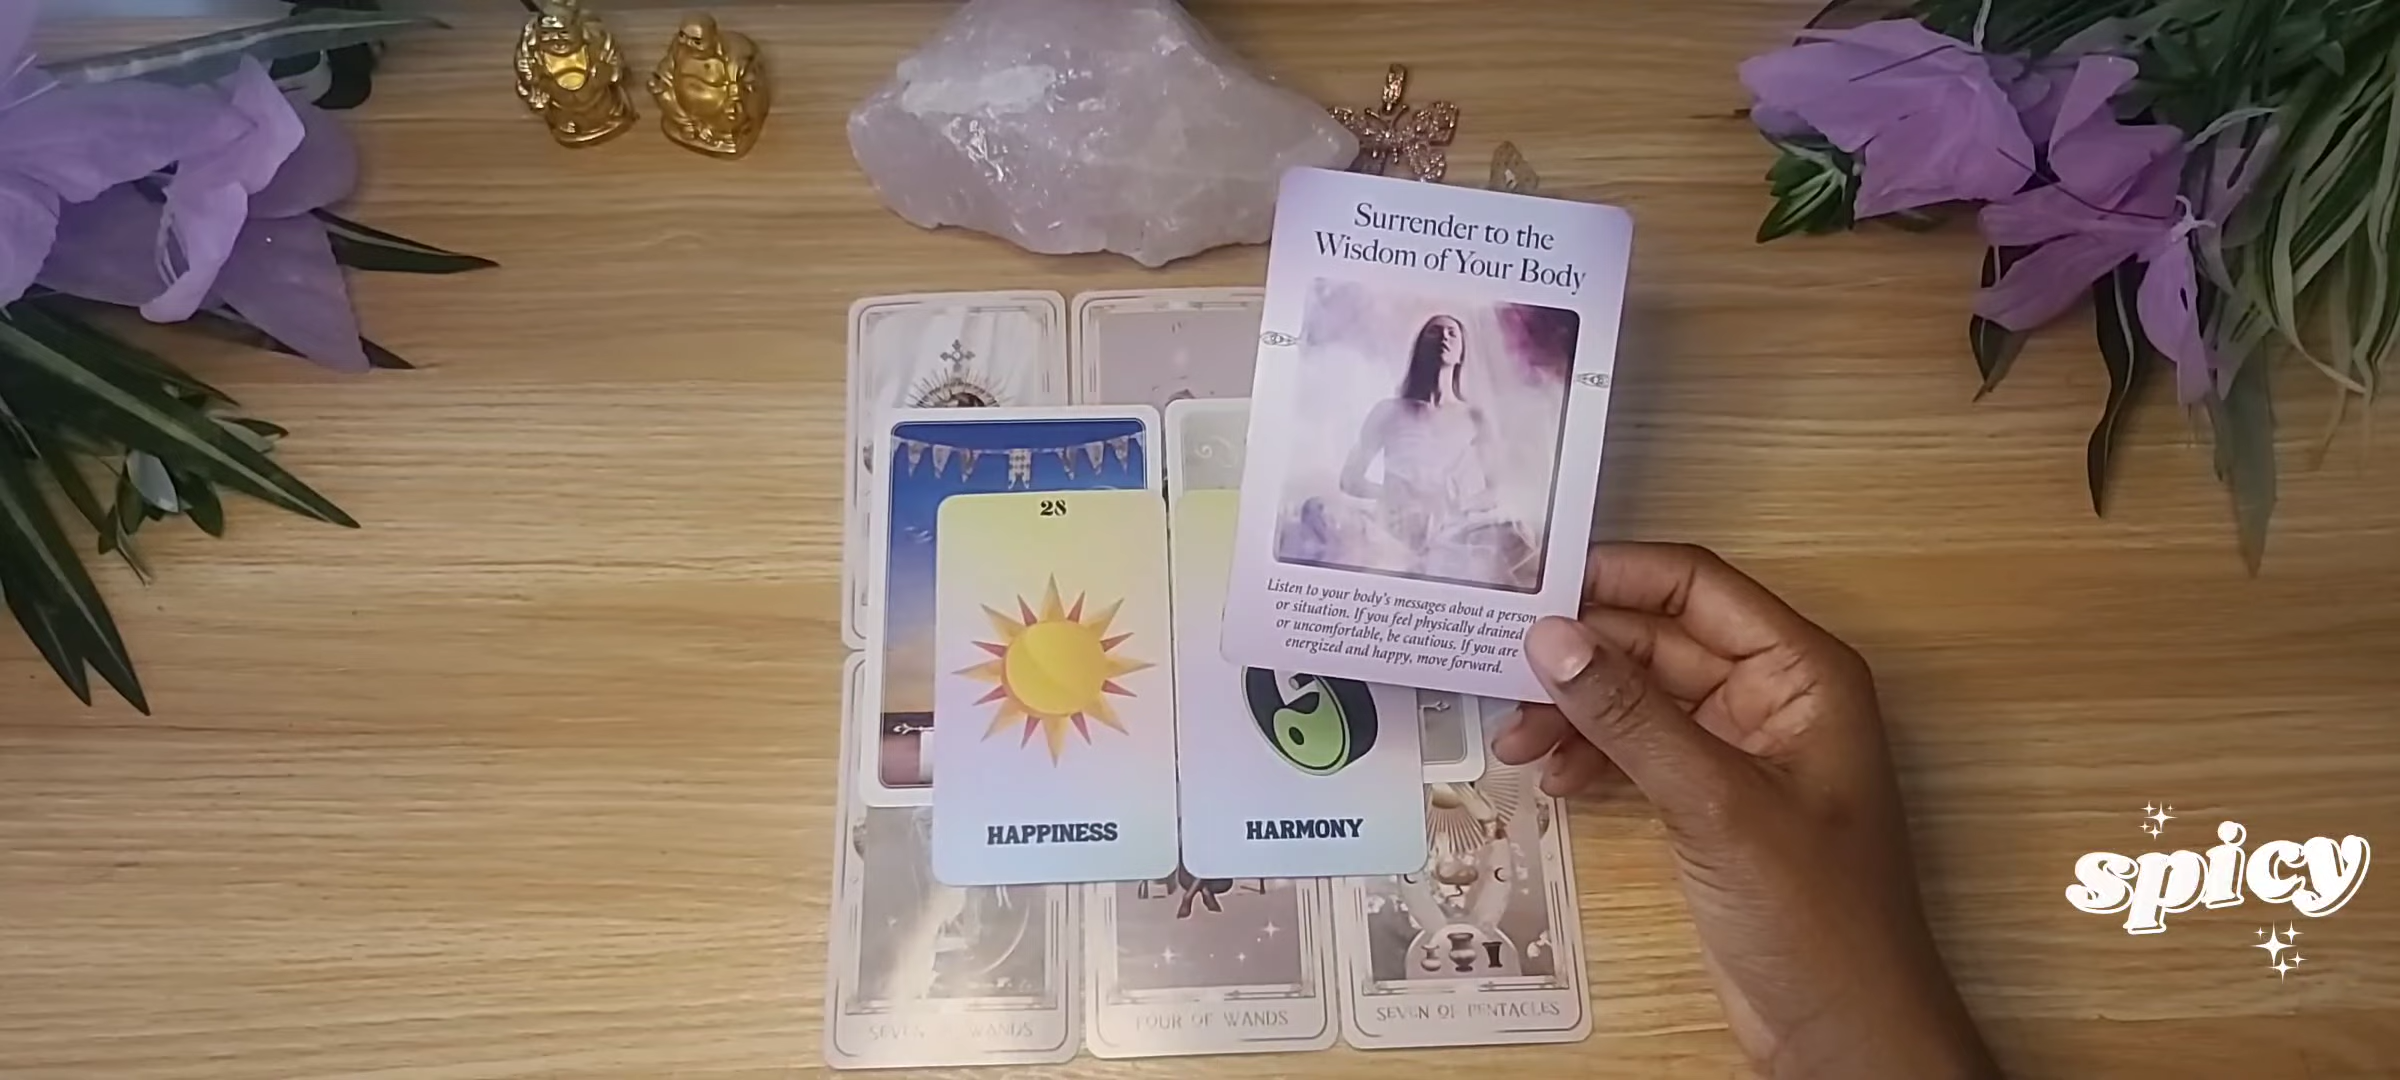 Surrender to the
Wisdom of Your Body
Listen to your body's messages about a person
or situation. If you feel physically drained
or uncomfortable, be cautious. If you are
energized and happy, move forward.
28
HAPPINESS
HARMONY
SEVEN WANDS
FOUR OF WANDS
SEVEN OF PENTACLES
spicy